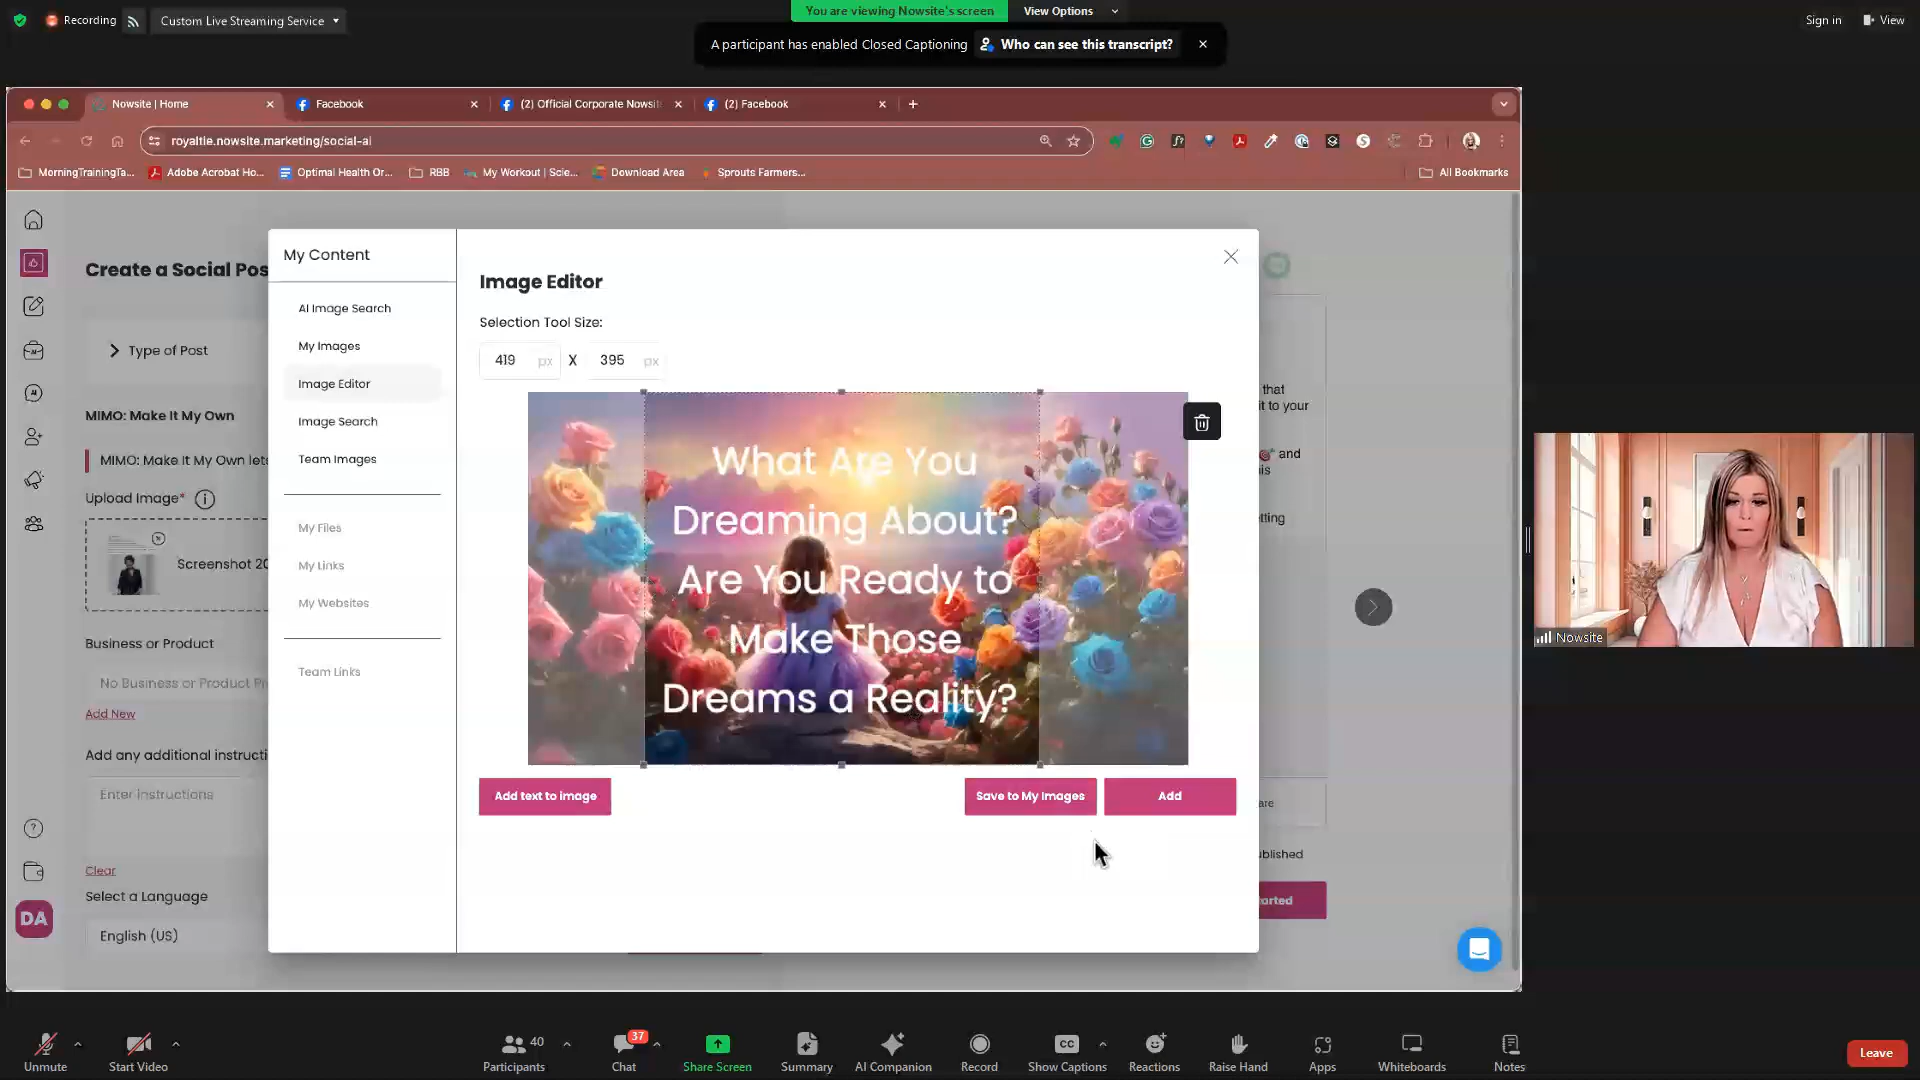 Recording
Custom Live Streaming Service
You are viewing Nowsite's screen
View Options
Sign in
View
A participant has enabled Closed Captioning
Who can see this transcript?
Nowsite | Home
Facebook
(2) Official Corporate Nowsit
(2) Facebook
royaltie.nowsite.marketing/social-ai
MorningTrainingTa...
Adobe Acrobat Ho...
Optimal Health Or...
RBB
My Workout | Scie...
Download Area
Sprouts Farmers...
All Bookmarks
Create a Social Pos
Type of Post
MIMO: Make It My Own
MIMO: Make It My Own lets
Upload Image*
Screenshot 20
Business or Product
No Business or Product Pr
Add New
Add any additional instructi
Enter instructions
Clear
Select a Language
English (US)
DA
My Content
AI Image Search
My Images
Image Editor
Image Search
Team Images
My Files
My Links
My Websites
Team Links
Image Editor
Selection Tool Size:
419 px X 395 px
What Are You
Dreaming About?
Are You Ready to
Make Those
Dreams a Reality?
Add text to image
Save to My Images
Add
that
it to your
and
is
tting
are
ublished
arted
Nowsite
Unmute
Start Video
Participants
40
Chat
37
Share Screen
Summary
AI Companion
Record
CC
Show Captions
Reactions
Raise Hand
Apps
Whiteboards
Notes
Leave